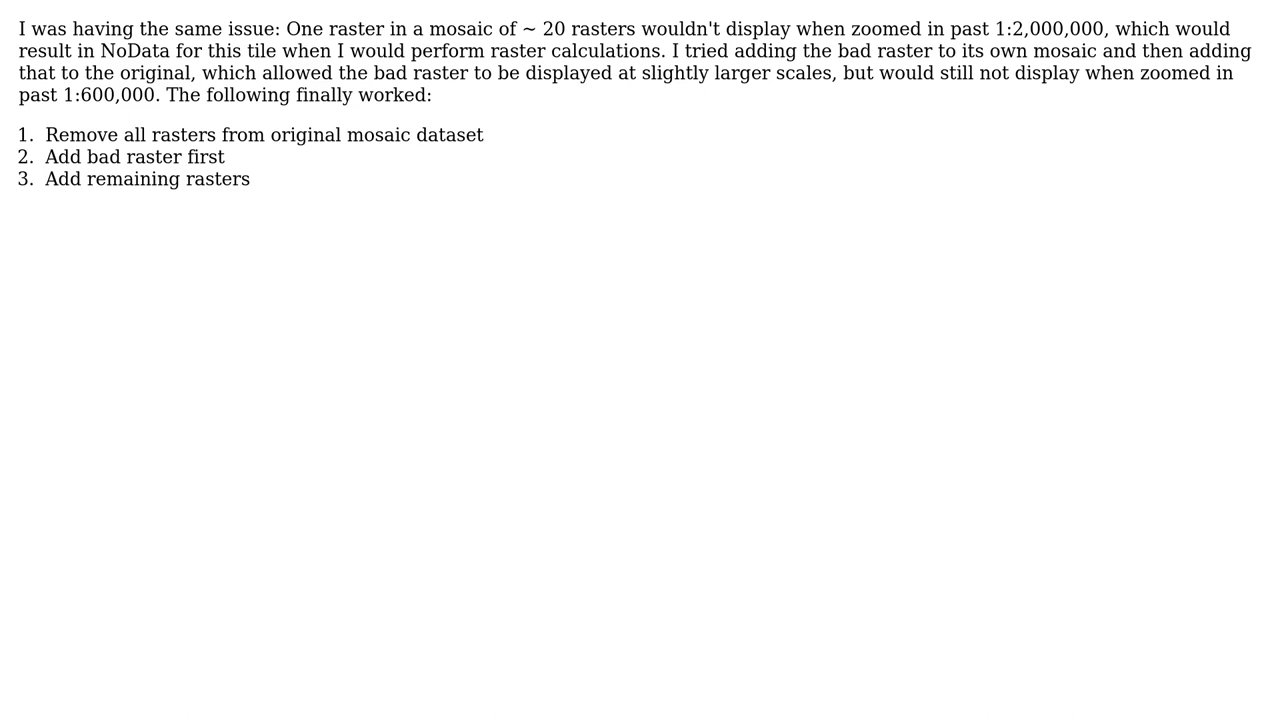 I was having the same issue: One raster in a mosaic of ~ 20 rasters wouldn't display when zoomed in past 1:2,000,000, which would
result in NoData for this tile when I would perform raster calculations. I tried adding the bad raster to its own mosaic and then adding
that to the original, which allowed the bad raster to be displayed at slightly larger scales, but would still not display when zoomed in
past 1:600,000. The following finally worked:
1. Remove all rasters from original mosaic dataset
2. Add bad raster first
3. Add remaining rasters